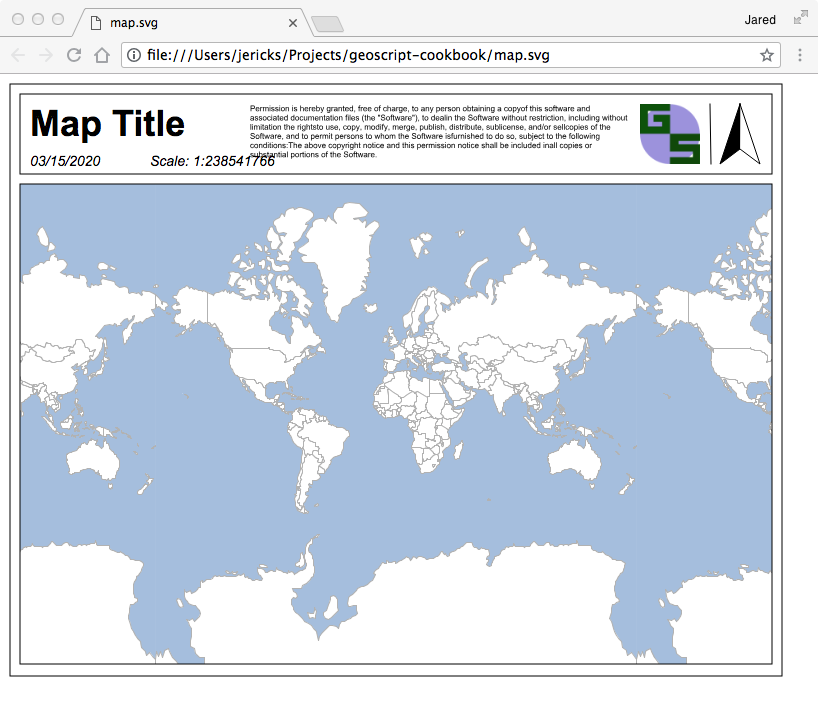 map.svg
Jared
file:///Users/jericks/Projects/geoscript-cookbook/map.svg
Map Title
03/15/2020
Scale: 1:238541766
Permission is hereby granted, free of charge, to any person obtaining a copyof this software and
associated documentation files (the "Software"), to dealin the Software without restriction, including without
limitation the rightsto use, copy, modify, merge, publish, distribute, sublicense, and/or sellcopies of the
Software, and to permit persons to whom the Software isfurnished to do so, subject to the following
conditions:The above copyright notice and this permission notice shall be included inall copies or
substantial portions of the Software.
G
S